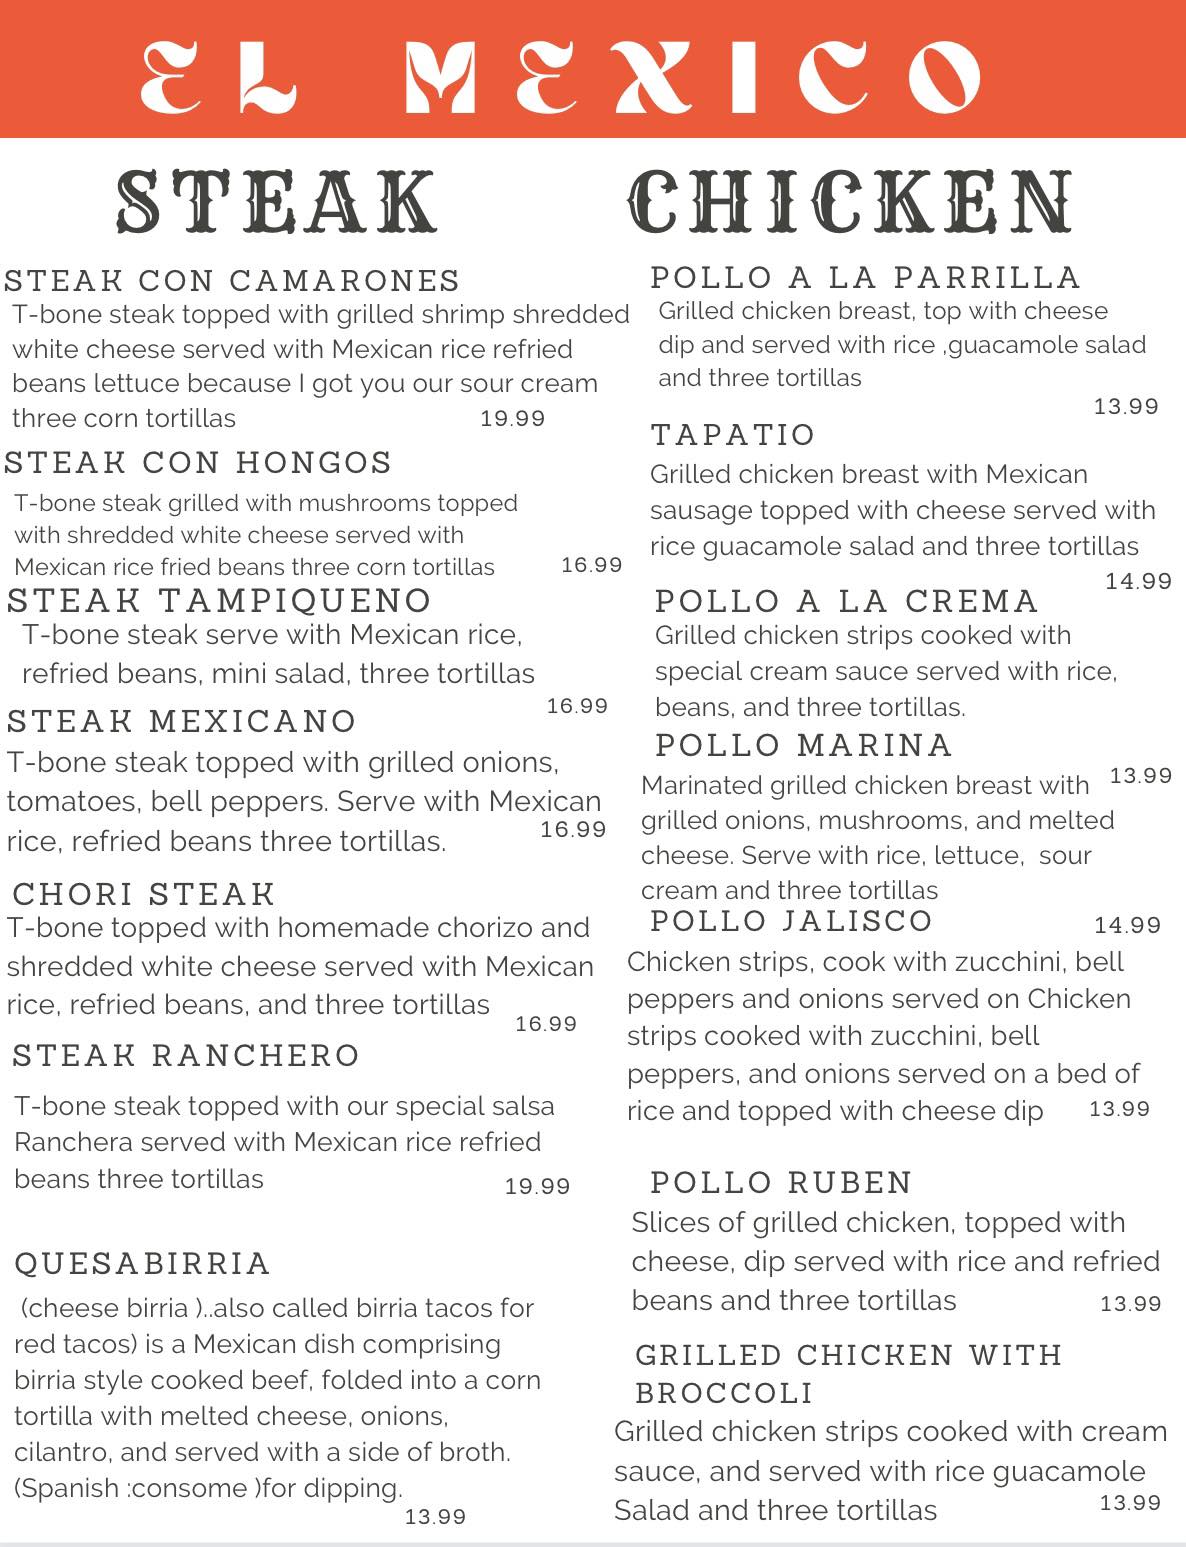 EL MEXICO
STEAK
STEAK CON CAMARONES
T-bone steak topped with grilled shrimp shredded
white cheese served with Mexican rice refried
beans lettuce because I got you our sour cream
three corn tortillas 19.99
STEAK CON HONGOS
T-bone steak grilled with mushrooms topped
with shredded white cheese served with
Mexican rice fried beans three corn tortillas 16.99
STEAK TAMPIQUENO
T-bone steak serve with Mexican rice,
refried beans, mini salad, three tortillas
16.99
STEAK MEXICANO
T-bone steak topped with grilled onions,
tomatoes, bell peppers. Serve with Mexican
rice, refried beans three tortillas. 16.99
CHORI STEAK
T-bone topped with homemade chorizo and
shredded white cheese served with Mexican
rice, refried beans, and three tortillas
16.99
STEAK RANCHERO
T-bone steak topped with our special salsa
Ranchera served with Mexican rice refried
beans three tortillas 19.99
QUESABIRRIA
(cheese birria )..also called birria tacos for
red tacos) is a Mexican dish comprising
birria style cooked beef, folded into a corn
tortilla with melted cheese, onions,
cilantro, and served with a side of broth.
(Spanish :consome )for dipping.
13.99
CHICKEN
POLLO A LA PARRILLA
Grilled chicken breast, top with cheese
dip and served with rice ,guacamole salad
and three tortillas
13.99
TAPATIO
Grilled chicken breast with Mexican
sausage topped with cheese served with
rice guacamole salad and three tortillas
14.99
POLLO A LA CREMA
Grilled chicken strips cooked with
special cream sauce served with rice,
beans, and three tortillas.
POLLO MARINA
13.99
Marinated grilled chicken breast with
grilled onions, mushrooms, and melted
cheese. Serve with rice, lettuce,  sour
cream and three tortillas
POLLO JALISCO 14.99
Chicken strips, cook with zucchini, bell
peppers and onions served on Chicken
strips cooked with zucchini, bell
peppers, and onions served on a bed of
rice and topped with cheese dip 13.99
POLLO RUBEN
Slices of grilled chicken, topped with
cheese, dip served with rice and refried
beans and three tortillas 13.99
GRILLED CHICKEN WITH
BROCCOLI
Grilled chicken strips cooked with cream
sauce, and served with rice guacamole
Salad and three tortillas 13.99